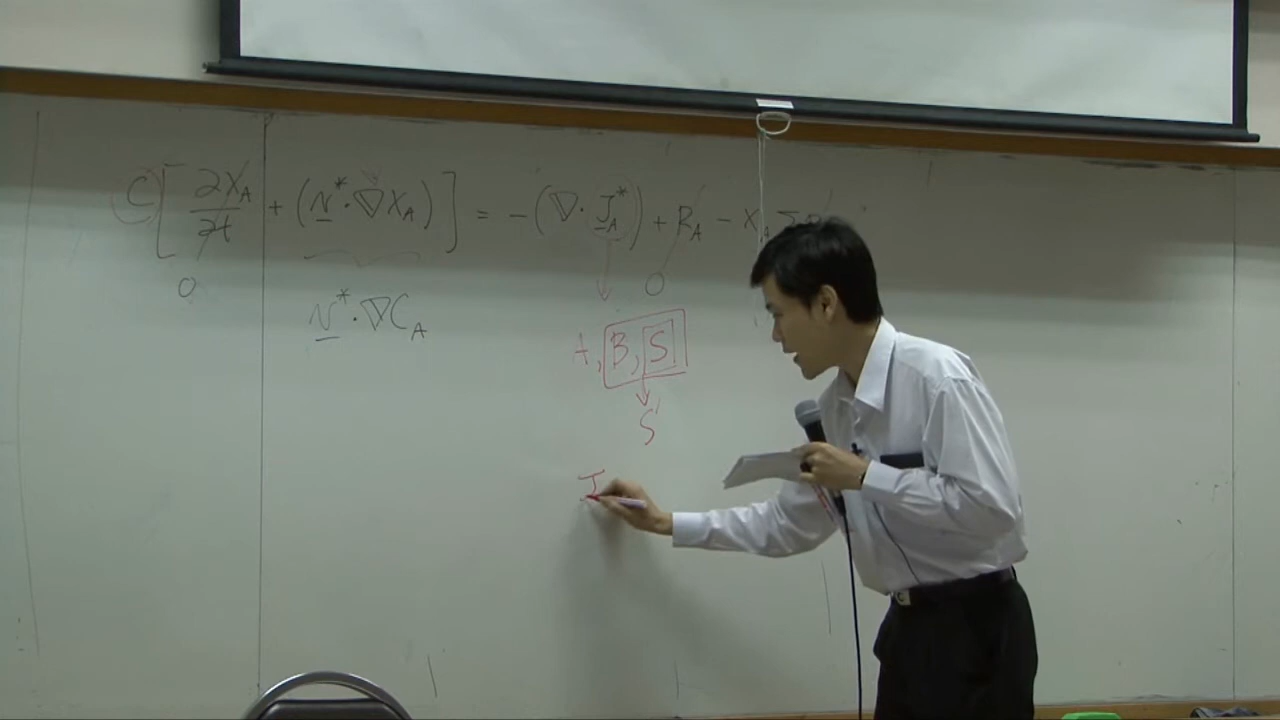 C [ ∂x_A/∂t + (v* · ∇x_A) ] = - (∇ · J_A*) + R_A - x_A Σ R
0
0
v* · ∇C_A
A, B, S
S'
J